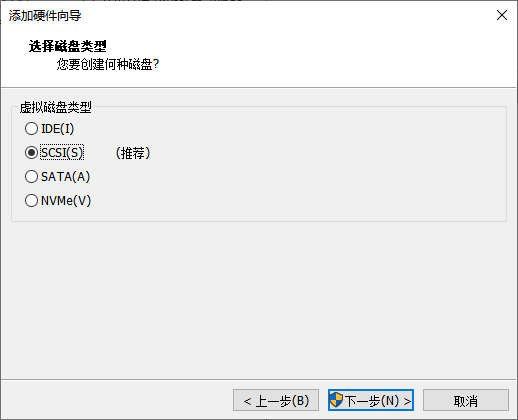 添加硬件向导
选择磁盘类型
您要创建何种磁盘?
虚拟磁盘类型
IDE(I)
SCSI(S) （推荐）
SATA(A)
NVMe(V)
< 上一步(B) 下一步(N) > 取消